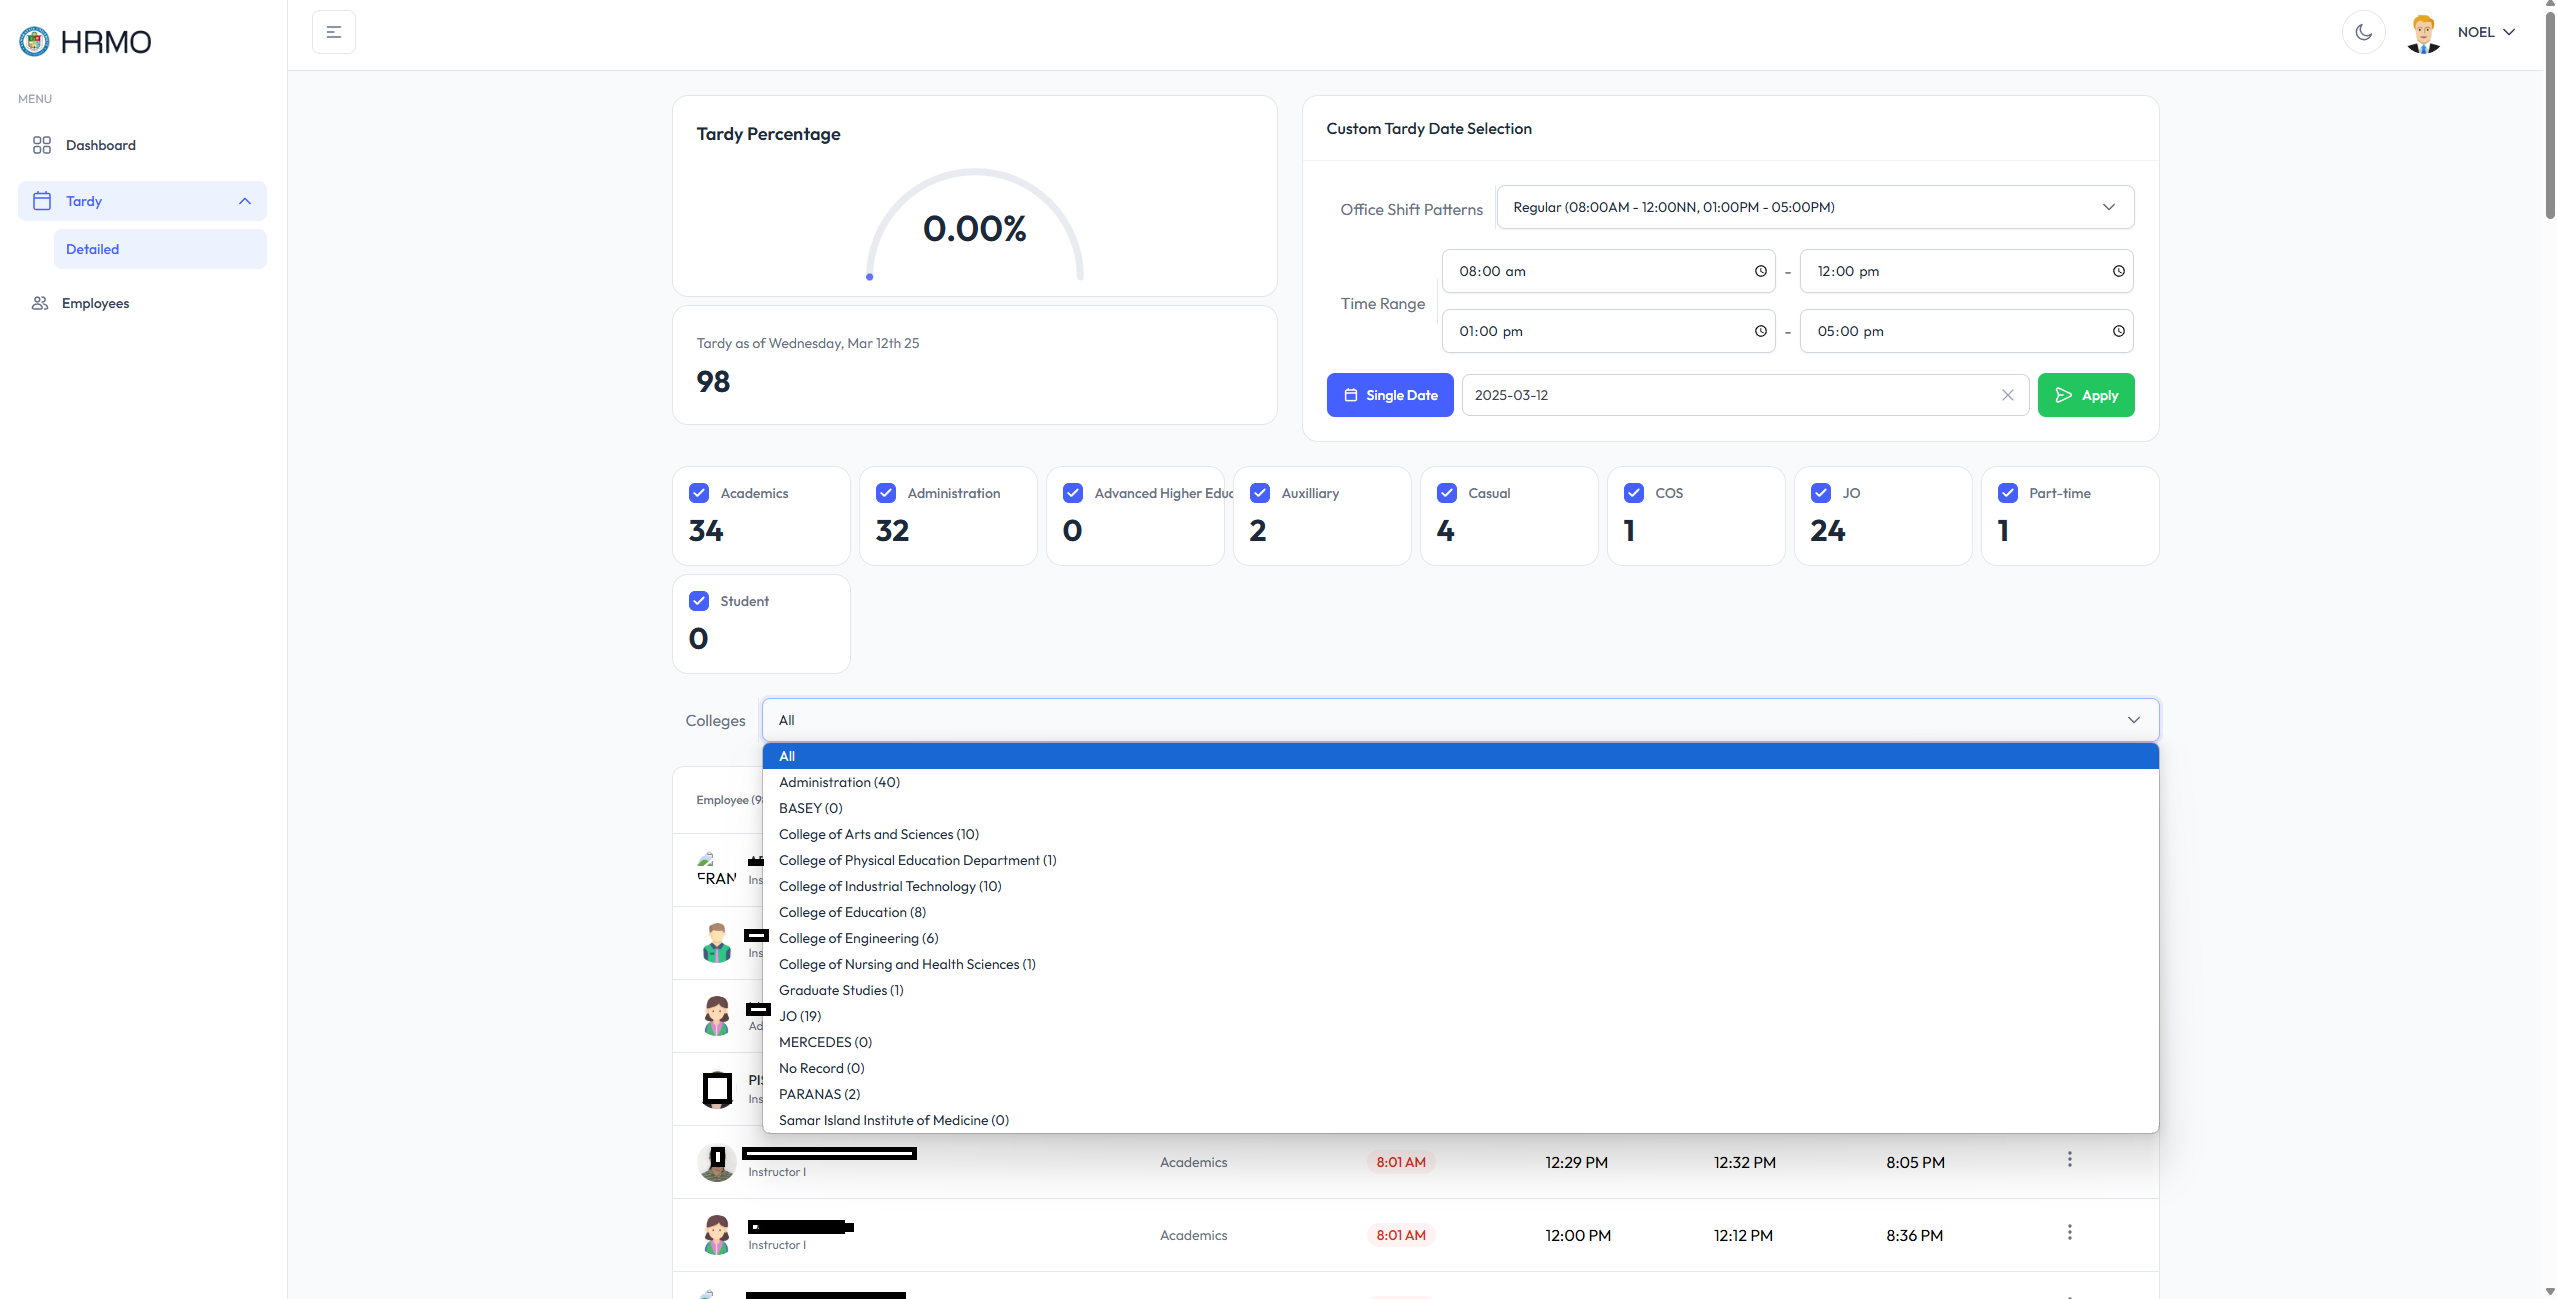 HRMO
NOEL
MENU
Dashboard
Tardy
Detailed
Employees
Tardy Percentage
0.00%
Tardy as of Wednesday, Mar 12th 25
98
Custom Tardy Date Selection
Office Shift Patterns
Regular (08:00AM - 12:00NN, 01:00PM - 05:00PM)
Time Range
08:00 am - 12:00 pm
01:00 pm - 05:00 pm
Single Date
2025-03-12
Apply
Academics
34
Administration
32
Advanced Higher Educ
0
Auxilliary
2
Casual
4
COS
1
JO
24
Part-time
1
Student
0
Colleges
All
All
Administration (40)
BASEY (0)
College of Arts and Sciences (10)
College of Physical Education Department (1)
College of Industrial Technology (10)
College of Education (8)
College of Engineering (6)
College of Nursing and Health Sciences (1)
Graduate Studies (1)
JO (19)
MERCEDES (0)
No Record (0)
PARANAS (2)
Samar Island Institute of Medicine (0)
Employee (9
FRAN
Ins
Ins
Ad
PIS
Ins
Instructor I
Academics
8:01 AM
12:29 PM
12:32 PM
8:05 PM
Instructor I
Academics
8:01 AM
12:00 PM
12:12 PM
8:36 PM